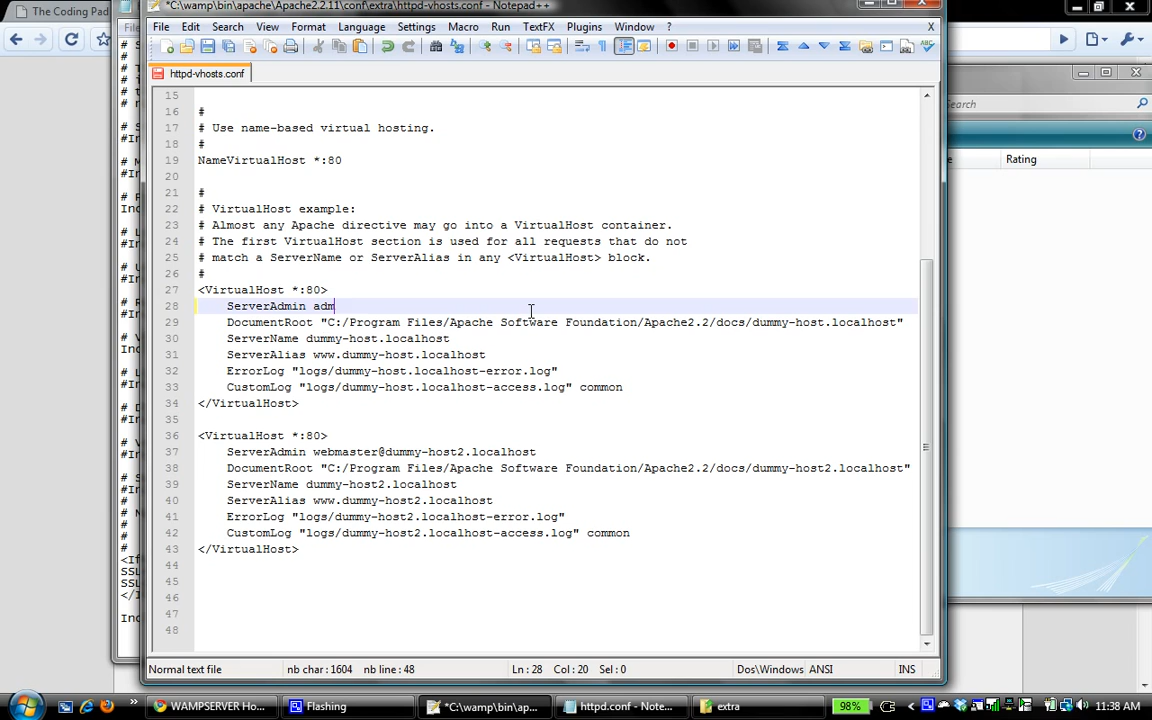 *C:\wamp\bin\apache\Apache2.2.11\conf\extra\httpd-vhosts.conf - Notepad++
The Coding Pad
File Edit Search View Format Language Settings Macro Run TextFX Plugins Window ? X
httpd-vhosts.conf
Search
Rating
15
16 #
17 # Use name-based virtual hosting.
18 #
19 NameVirtualHost *:80
20
21 #
22 # VirtualHost example:
23 # Almost any Apache directive may go into a VirtualHost container.
24 # The first VirtualHost section is used for all requests that do not
25 # match a ServerName or ServerAlias in any <VirtualHost> block.
26 #
27 <VirtualHost *:80>
28 ServerAdmin adm
29 DocumentRoot "C:/Program Files/Apache Software Foundation/Apache2.2/docs/dummy-host.localhost"
30 ServerName dummy-host.localhost
31 ServerAlias www.dummy-host.localhost
32 ErrorLog "logs/dummy-host.localhost-error.log"
33 CustomLog "logs/dummy-host.localhost-access.log" common
34 </VirtualHost>
35
36 <VirtualHost *:80>
37 ServerAdmin webmaster@dummy-host2.localhost
38 DocumentRoot "C:/Program Files/Apache Software Foundation/Apache2.2/docs/dummy-host2.localhost"
39 ServerName dummy-host2.localhost
40 ServerAlias www.dummy-host2.localhost
41 ErrorLog "logs/dummy-host2.localhost-error.log"
42 CustomLog "logs/dummy-host2.localhost-access.log" common
43 </VirtualHost>
44
45
46
47
48
Normal text file nb char : 1604 nb line : 48 Ln : 28 Col : 20 Sel : 0 Dos\Windows ANSI INS
WAMPSERVER Ho... Flashing *C:\wamp\bin\ap... httpd.conf - Note... extra 98% 11:38 AM